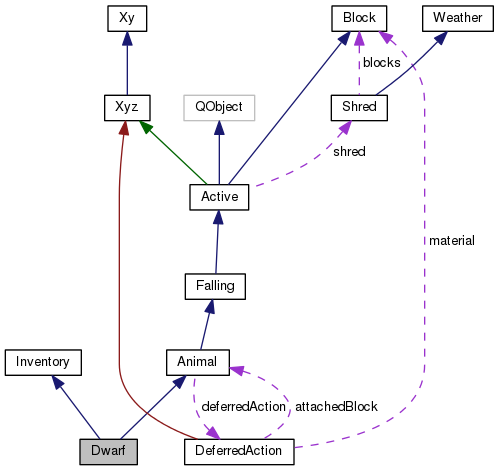 Xy
Block
Weather
blocks
Xyz
QObject
Shred
shred
Active
material
Falling
Inventory
Animal
deferredAction
attachedBlock
Dwarf
DeferredAction